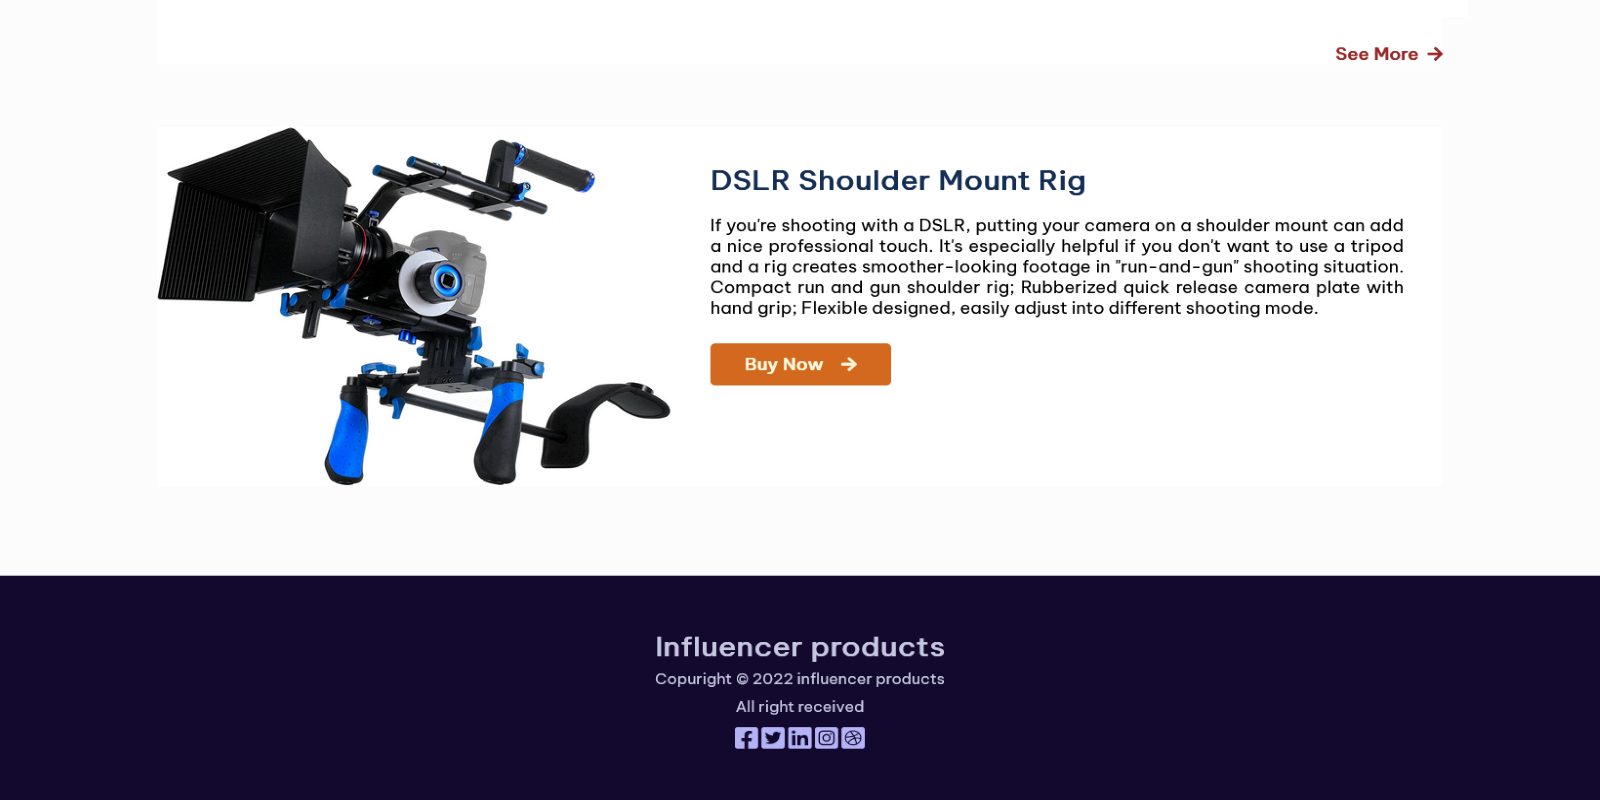 See More
DSLR Shoulder Mount Rig
If you're shooting with a DSLR, putting your camera on a shoulder mount can add
a nice professional touch. It's especially helpful if you don't want to use a tripod
and a rig creates smoother-looking footage in "run-and-gun" shooting situation.
Compact run and gun shoulder rig; Rubberized quick release camera plate with
hand grip; Flexible designed, easily adjust into different shooting mode.
Buy Now
Influencer products
Copuright © 2022 influencer products
All right received